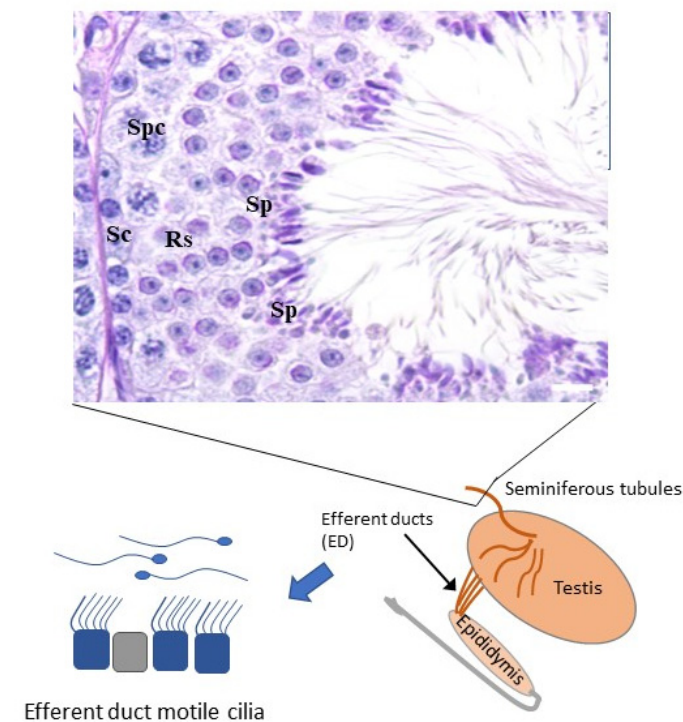 Spc
Sp
Sc
Rs
Sp
Seminiferous tubules
Efferent ducts
(ED)
Testis
Epididymis
Efferent duct motile cilia